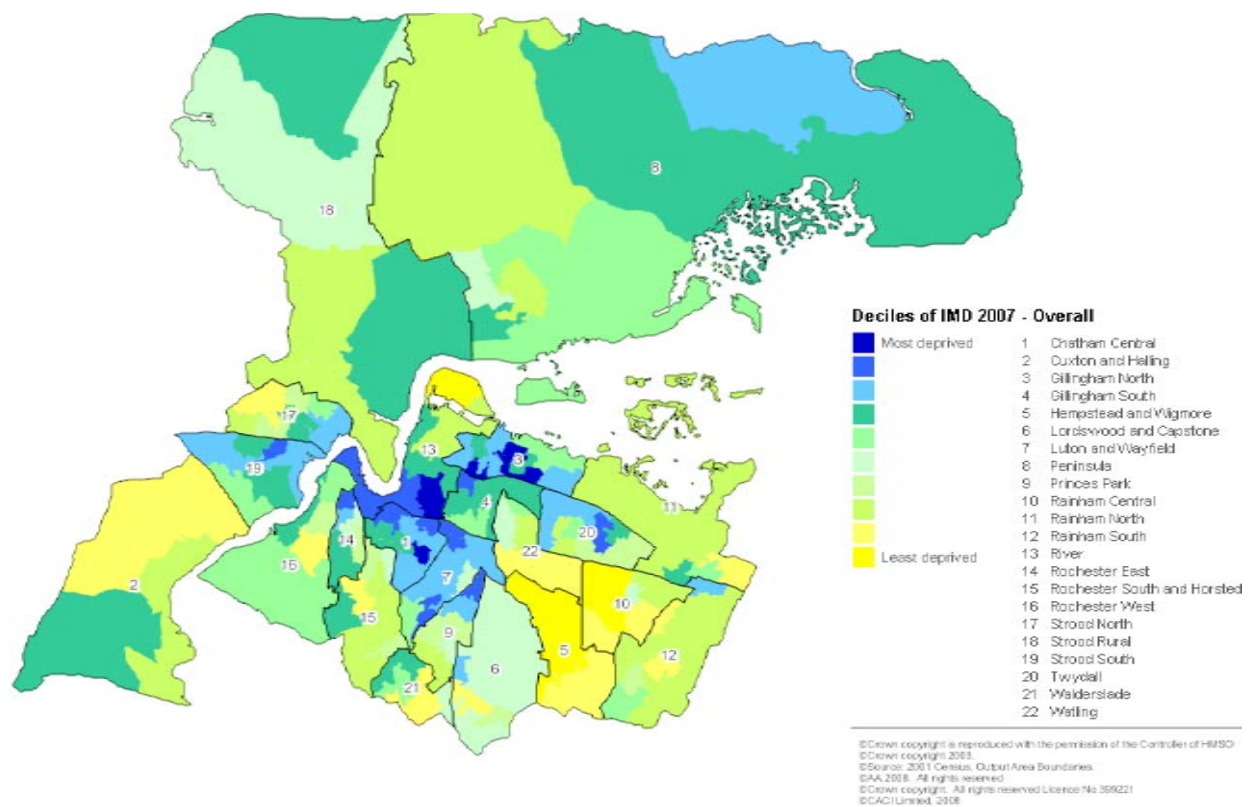 8
18
17
13
3
19
11
4
1
20
14
22
2
16
7
10
15
9
5
12
6
21
Deciles of IMD 2007 - Overall
Most deprived
Least deprived
1 Chatham Central
2 Cuxton and Halling
3 Gillingham North
4 Gillingham South
5 Hempstead and Wigmore
6 Lordswood and Capstone
7 Luton and Wayfield
8 Peninsula
9 Princes Park
10 Rainham Central
11 Rainham North
12 Rainham South
13 River
14 Rochester East
15 Rochester South and Horsted
16 Rochester West
17 Strood North
18 Strood Rural
19 Strood South
20 Twydall
21 Walderslade
22 Watling
©Crown copyright is reproduced with the permission of the Controller of HMSO
©Crown copyright 2003.
©Source: 2001 Census, Output Area Boundaries.
©AA 2008. All rights reserved
©Crown copyright. All rights reserved Licence No 399221
©CACI Limited, 2008